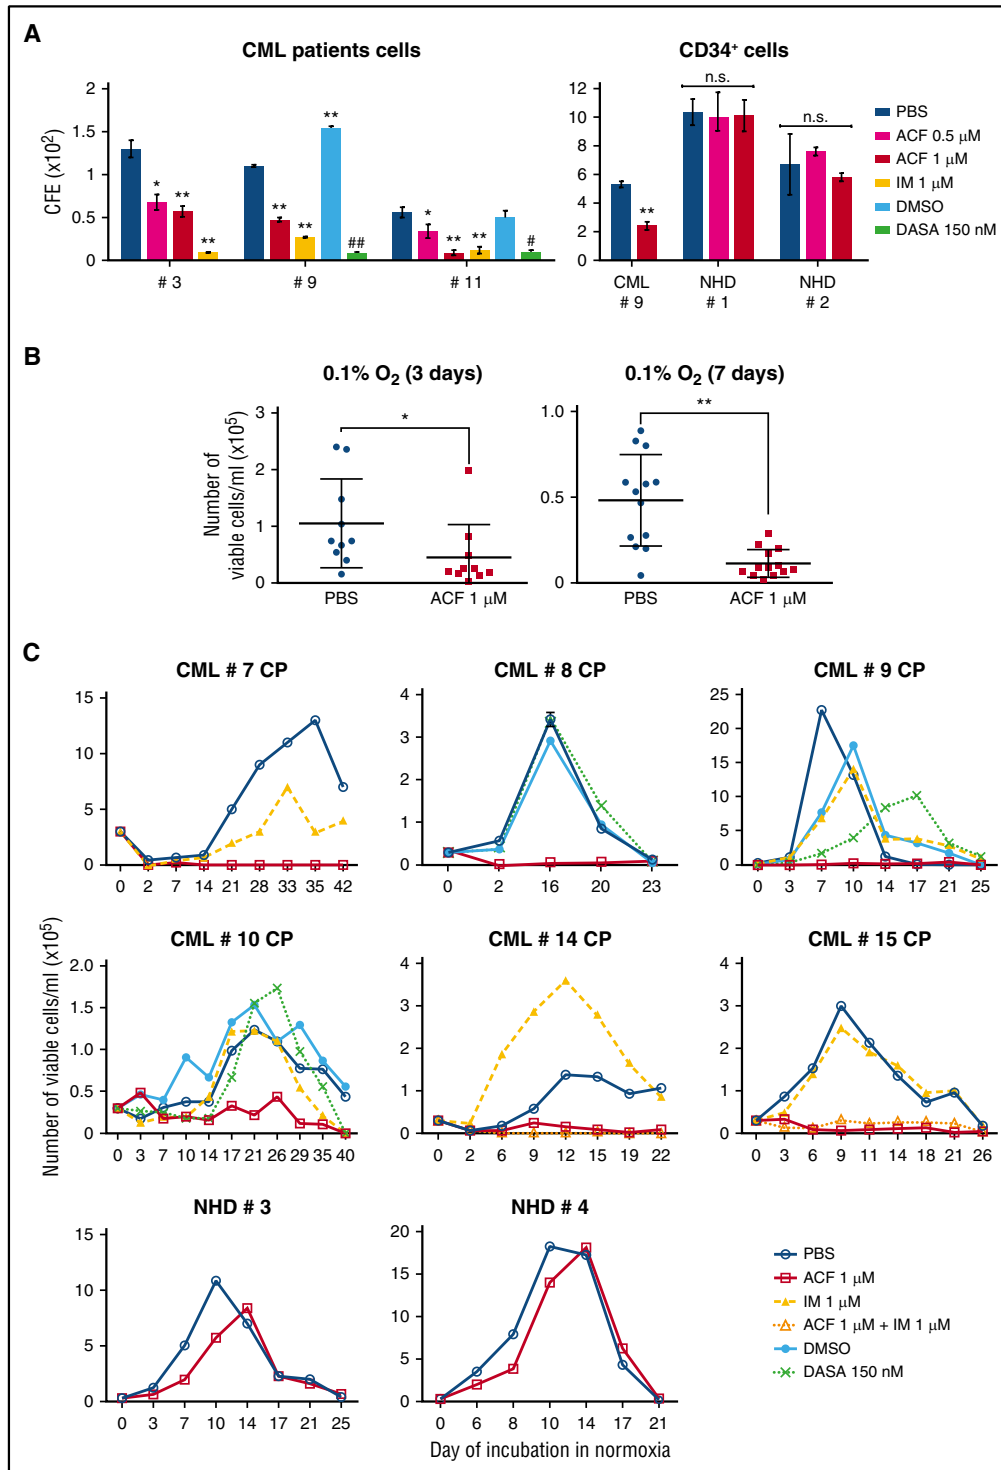 A
CML patients cells
CD34+ cells
CFE (x10²)
2
1.5
1
0.5
0
* ** ** ** ** ** ## * ** ** #
# 3 # 9 # 11
12
10
8
6
4
2
0
** n.s. n.s.
CML # 9
NHD # 1
NHD # 2
PBS
ACF 0.5 μM
ACF 1 μM
IM 1 μM
DMSO
DASA 150 nM
B
0.1% O₂ (3 days)
0.1% O₂ (7 days)
Number of
viable cells/ml (x10⁵)
3
2
1
0
*
PBS ACF 1 μM
1.0
0.5
0
**
PBS ACF 1 μM
C
Number of viable cells/ml (x10⁵)
CML # 7 CP
15
10
5
0
0 2 7 14 21 28 33 35 42
CML # 8 CP
4
3
2
1
0
0 2 16 20 23
CML # 9 CP
25
20
15
10
5
0
0 3 7 10 14 17 21 25
CML # 10 CP
2.0
1.5
1.0
0.5
0
0 3 7 10 14 17 21 26 29 35 40
CML # 14 CP
4
3
2
1
0
0 2 6 9 12 15 19 22
CML # 15 CP
4
3
2
1
0
0 3 6 9 11 14 18 21 26
NHD # 3
15
10
5
0
0 3 7 10 14 17 21 25
NHD # 4
20
15
10
5
0
0 6 8 10 14 17 21
PBS
ACF 1 μM
IM 1 μM
ACF 1 μM + IM 1 μM
DMSO
DASA 150 nM
Day of incubation in normoxia